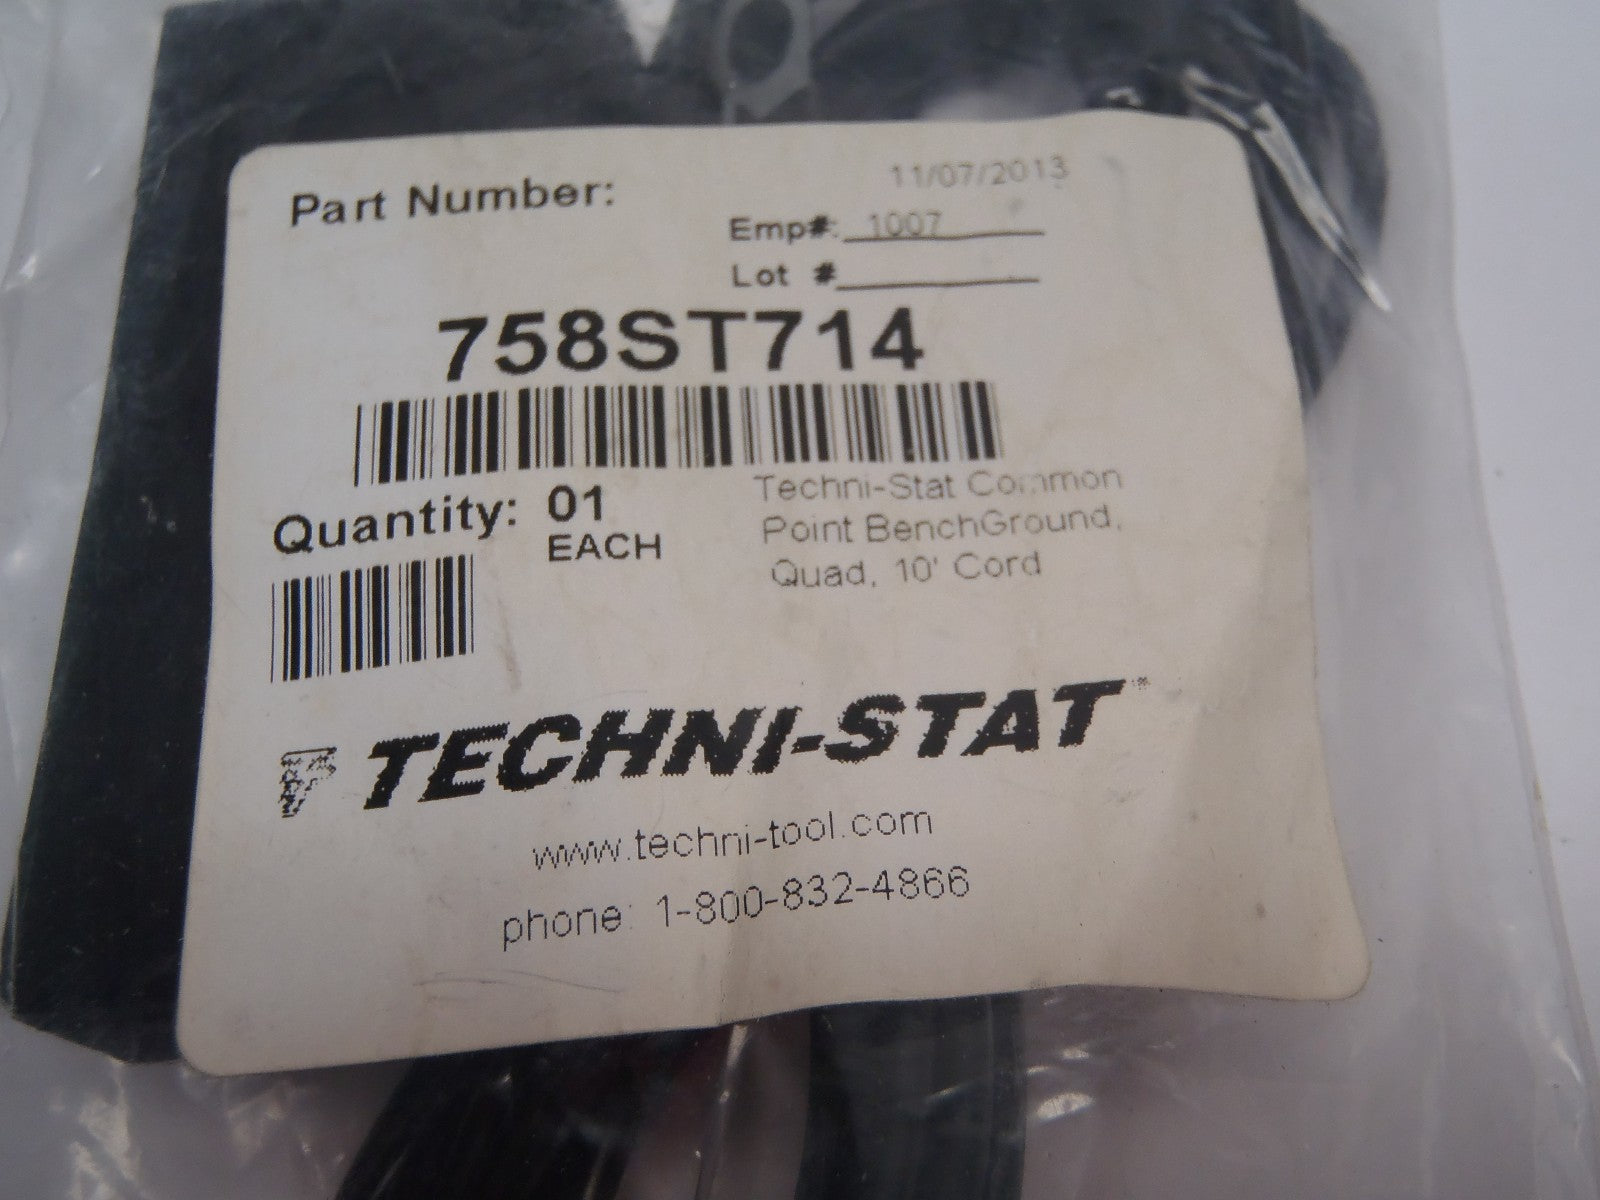 Part Number:
11/07/2013
Emp#: 1007
Lot #
758ST714
Quantity: 01
EACH
Techni-Stat Common
Point BenchGround,
Quad, 10' Cord
TECHNI-STAT
www.techni-tool.com
phone: 1-800-832-4866